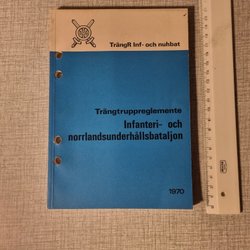 TrängR Inf- och nuhbat
Trängtruppreglemente
Infanteri- och
norrlandsunderhållsbataljon
1970